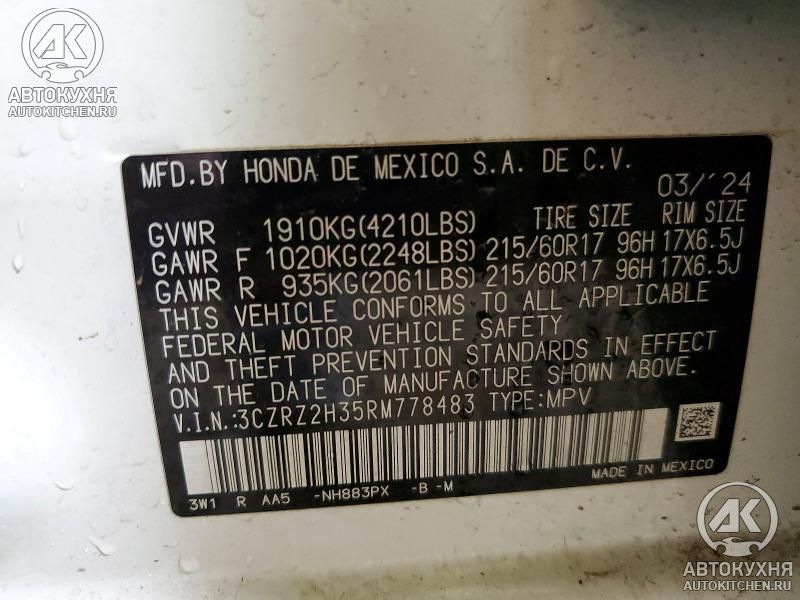 AK
АВТОКУХНЯ
AUTOKITCHEN.RU
MFD. BY HONDA DE MEXICO S.A. DE C.V.
03/'24
GVWR 1910KG(4210LBS) TIRE SIZE RIM SIZE
GAWR F 1020KG(2248LBS) 215/60R17 96H 17X6.5J
GAWR R 935KG(2061LBS) 215/60R17 96H 17X6.5J
THIS VEHICLE CONFORMS TO ALL APPLICABLE
FEDERAL MOTOR VEHICLE SAFETY
AND THEFT PREVENTION STANDARDS IN EFFECT
ON THE DATE OF MANUFACTURE SHOWN ABOVE.
V.I.N.:3CZRZ2H35RM778483 TYPE:MPV
3W1 R AA5 -NH883PX -B -M
MADE IN MEXICO
AK
АВТОКУХНЯ
AUTOKITCHEN.RU